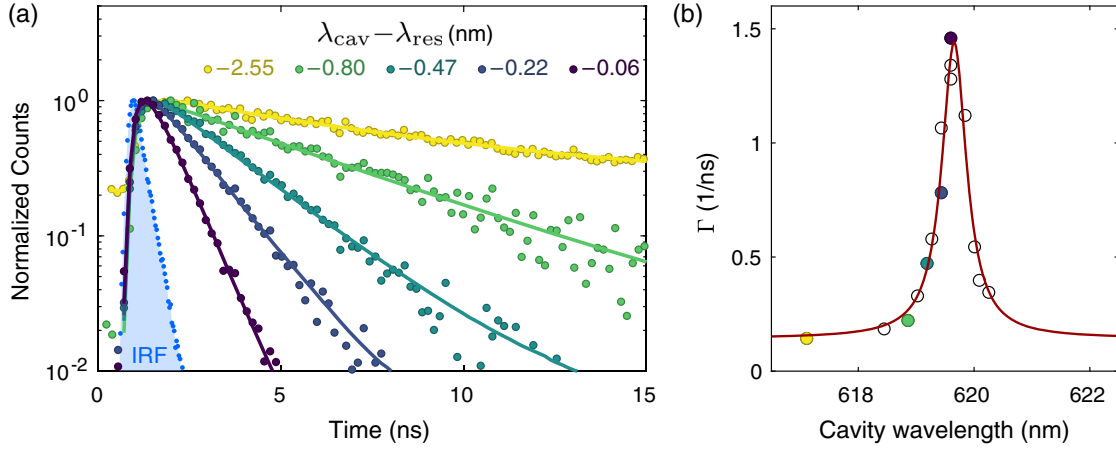 (a)
λcav−λres (nm)
−2.55 −0.80 −0.47 −0.22 −0.06
Normalized Counts
10^0
10^-1
10^-2
IRF
0 5 10 15
Time (ns)
(b)
Γ (1/ns)
1.5
1
0.5
0
618 620 622
Cavity wavelength (nm)